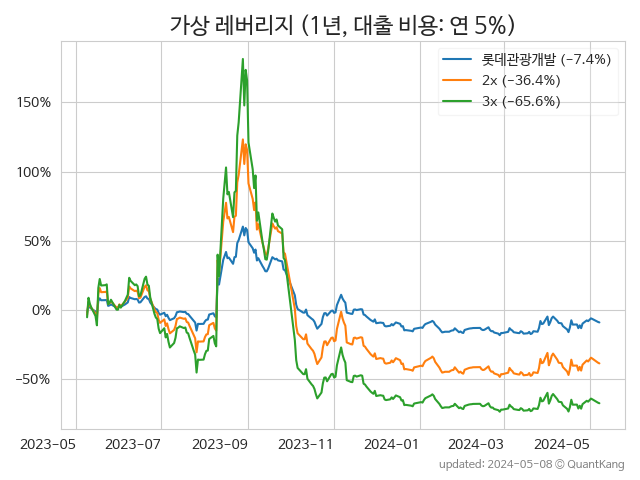 가상 레버리지 (1년, 대출 비용: 연 5%)
롯데관광개발 (−7.4%)
2x (−36.4%)
3x (−65.6%)
150%
100%
50%
0%
−50%
2023-05 2023-07 2023-09 2023-11 2024-01 2024-03 2024-05
updated: 2024-05-08 © QuantKang